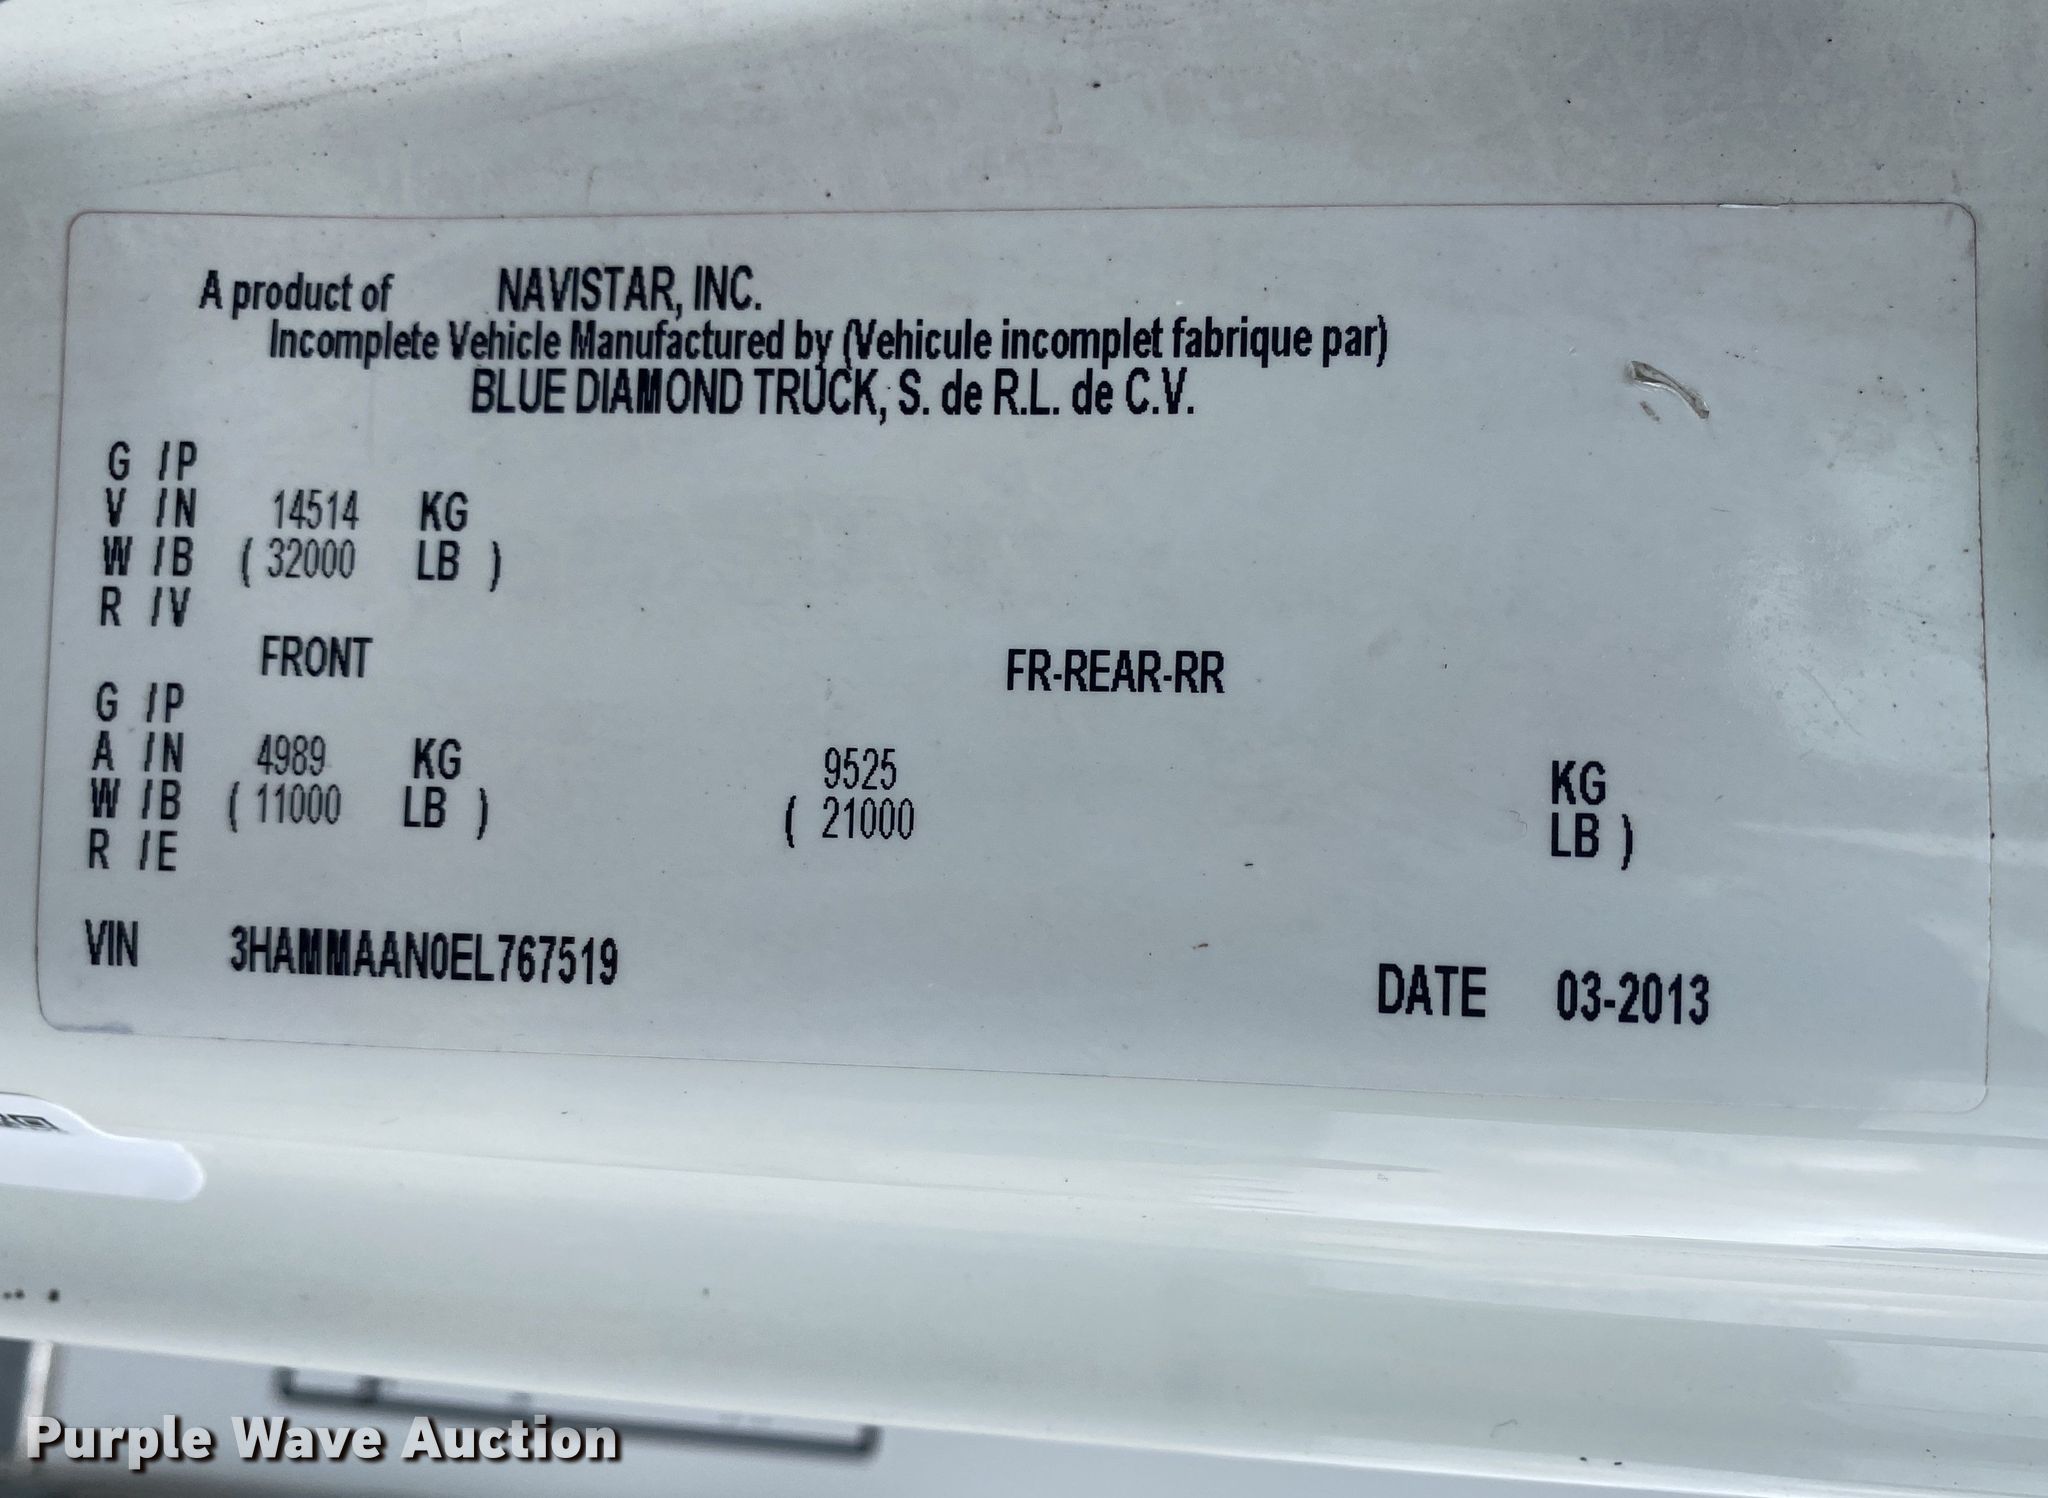 A product of NAVISTAR, INC.
Incomplete Vehicle Manufactured by (Vehicule incomplet fabrique par)
BLUE DIAMOND TRUCK, S. de R.L. de C.V.
G /P
V /N 14514 KG
W /B ( 32000 LB )
R /V
FRONT FR-REAR-RR
G /P
A /N 4989 KG 9525 KG
W /B ( 11000 LB ) ( 21000 LB )
R /E
VIN 3HAMMAAN0EL767519 DATE 03-2013
Purple Wave Auction